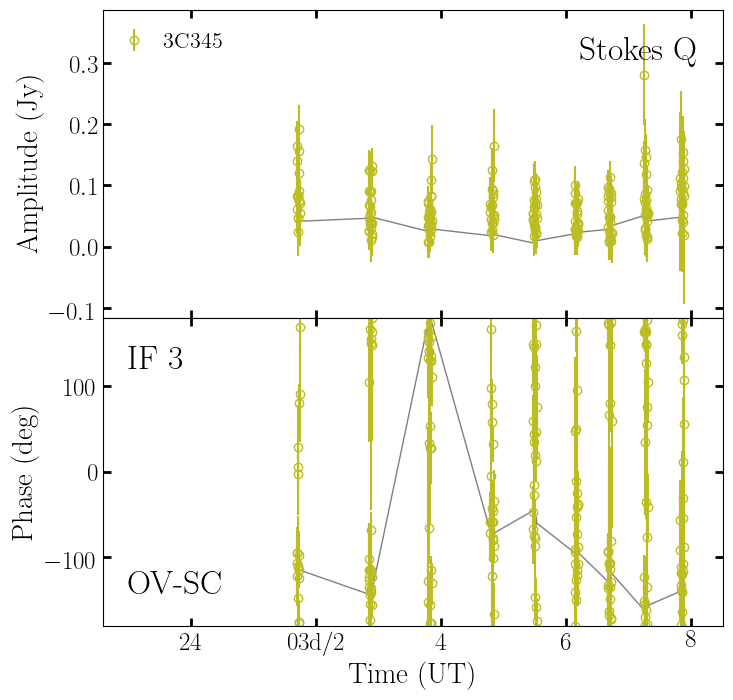 3C345
Stokes Q
Amplitude (Jy)
0.3
0.2
0.1
0.0
−0.1
IF 3
Phase (deg)
100
0
−100
OV-SC
24
03d/2
4
6
8
Time (UT)